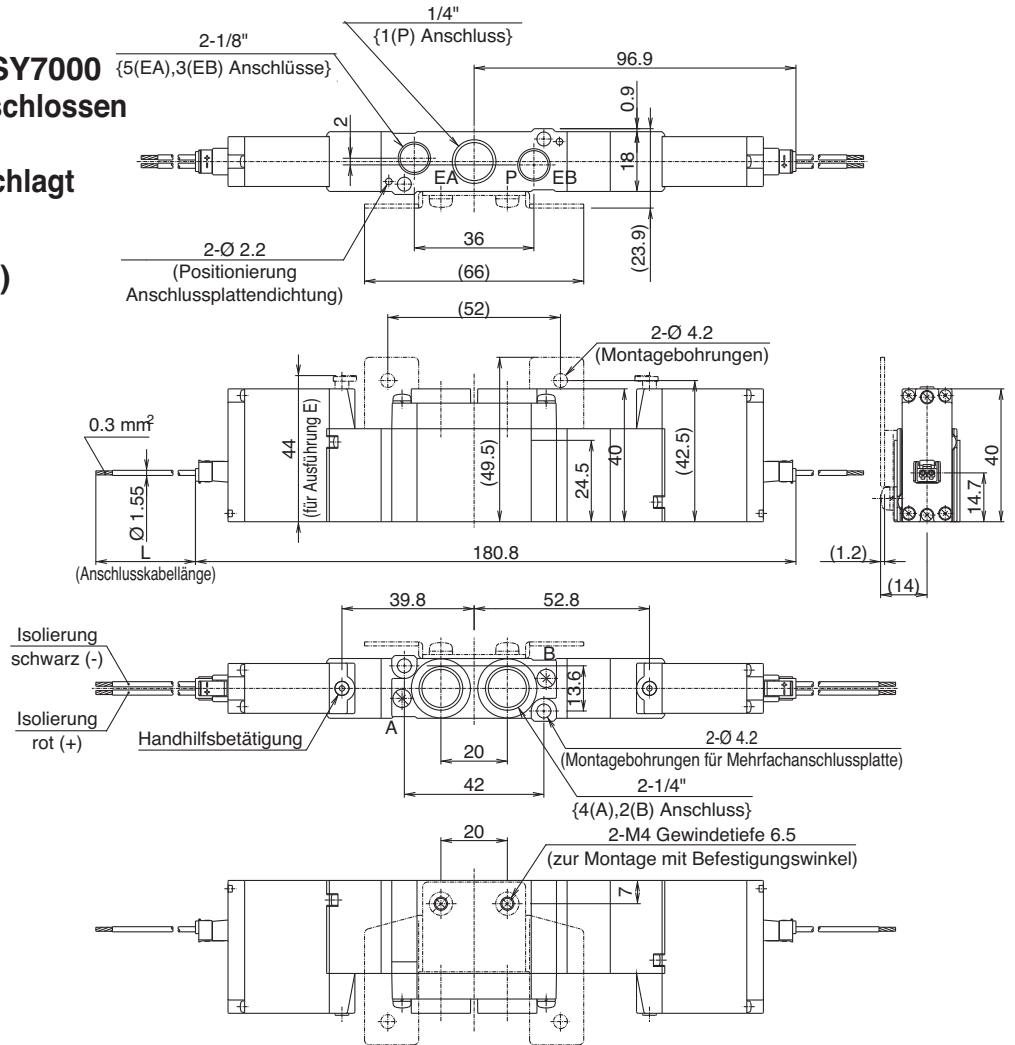 SY7000
schlossen
chlagt
)
1/4"
{1(P) Anschluss}
2-1/8"
{5(EA),3(EB) Anschlüsse}
96.9
0.9
2
18
EA
P
EB
36
(23.9)
2-Ø 2.2
(Positionierung
Anschlussplattendichtung)
(66)
(52)
2-Ø 4.2
(Montagebohrungen)
0.3 mm²
44
(für Ausführung E)
(49.5)
24.5
40
(42.5)
40
14.7
Ø 1.55
L
(Anschlusskabellänge)
180.8
(1.2)
(14)
39.8
52.8
Isolierung
schwarz (-)
B
13.6
Isolierung
rot (+)
Handhilfsbetätigung
A
20
2-Ø 4.2
(Montagebohrungen für Mehrfachanschlussplatte)
42
2-1/4"
{4(A),2(B) Anschluss}
20
2-M4 Gewindetiefe 6.5
(zur Montage mit Befestigungswinkel)
7